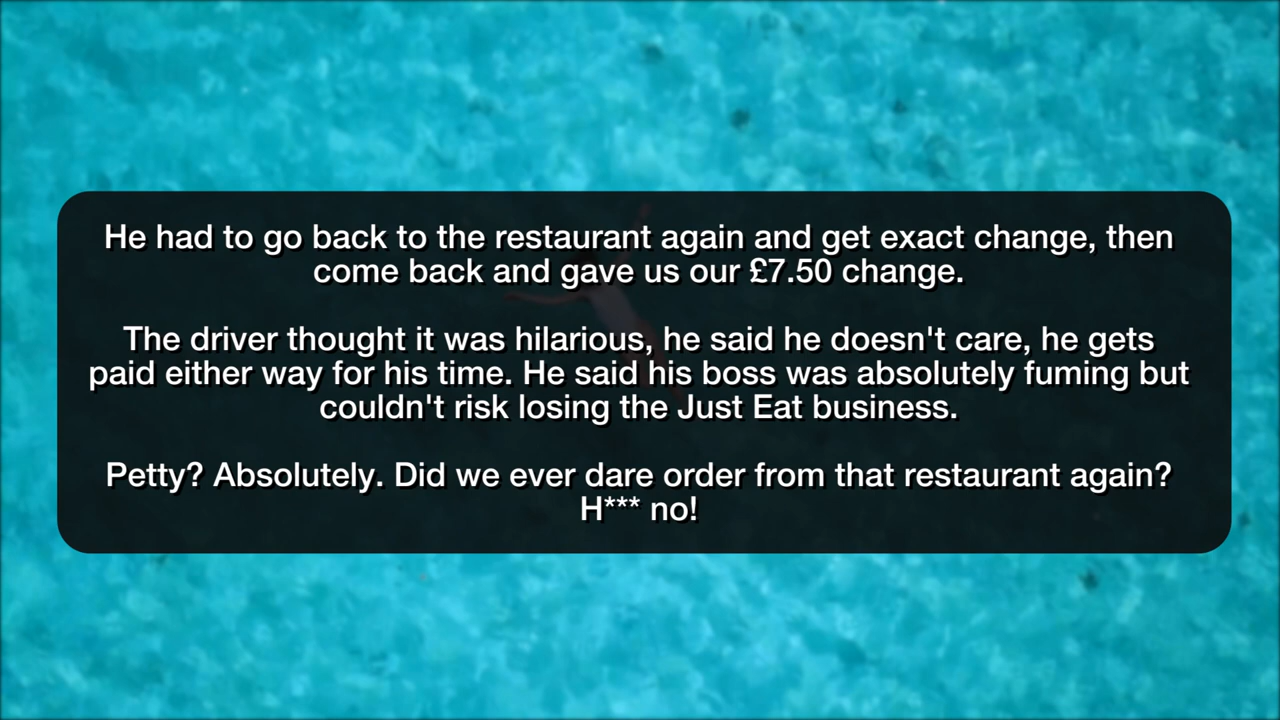 He had to go back to the restaurant again and get exact change, then
come back and gave us our £7.50 change.
The driver thought it was hilarious, he said he doesn't care, he gets
paid either way for his time. He said his boss was absolutely fuming but
couldn't risk losing the Just Eat business.
Petty? Absolutely. Did we ever dare order from that restaurant again?
H*** no!